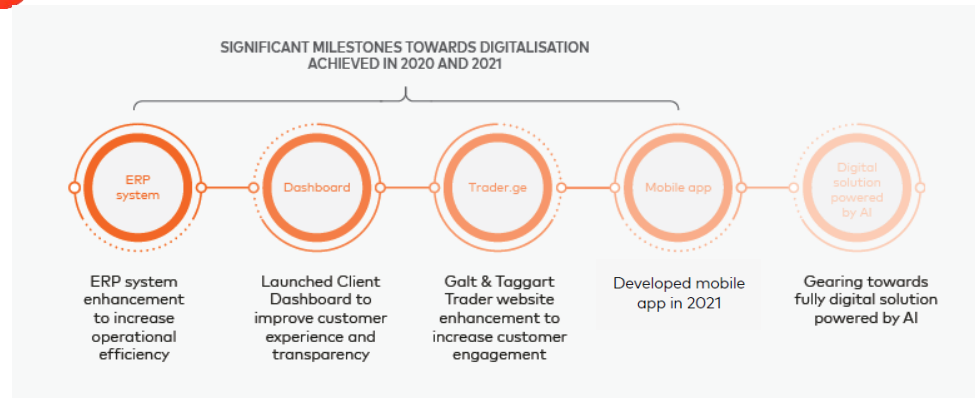 SIGNIFICANT MILESTONES TOWARDS DIGITALISATION
ACHIEVED IN 2020 AND 2021
ERP
system
Dashboard
Trader.ge
Mobile app
Digital
solution
powered
by AI
ERP system
enhancement
to increase
operational
efficiency
Launched Client
Dashboard to
improve customer
experience and
transparency
Galt & Taggart
Trader website
enhancement to
increase customer
engagement
Developed mobile
app in 2021
Gearing towards
fully digital solution
powered by AI